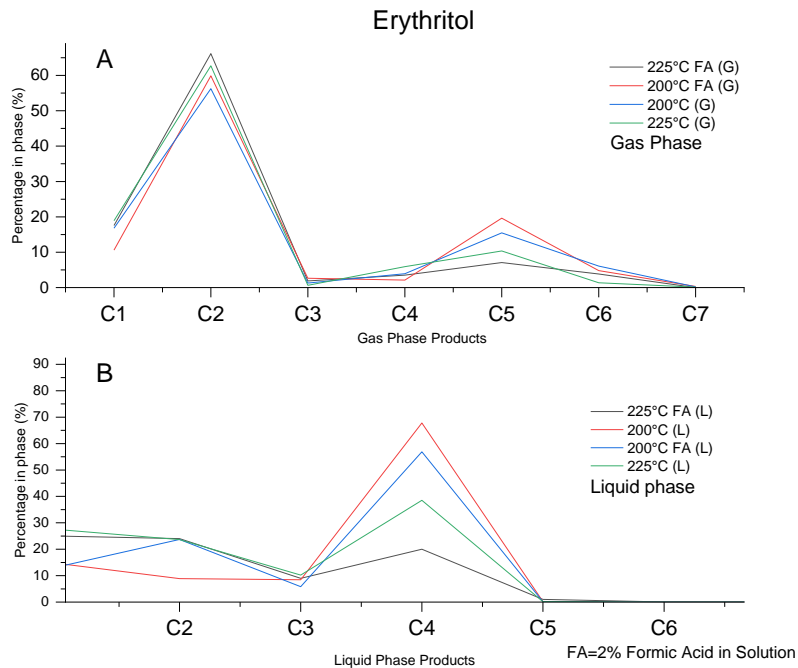 Erythritol
A
Percentage in phase (%)
60
50
40
30
20
10
0
225°C FA (G)
200°C FA (G)
200°C (G)
225°C (G)
Gas Phase
C1 C2 C3 C4 C5 C6 C7
Gas Phase Products
B
Percentage in phase (%)
90
80
70
60
50
40
30
20
10
0
225°C FA (L)
200°C (L)
200°C FA (L)
225°C (L)
Liquid phase
C2 C3 C4 C5 C6
Liquid Phase Products
FA=2% Formic Acid in Solution